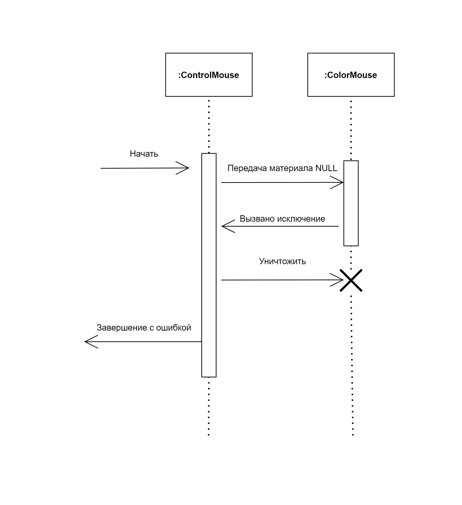 :ControlMouse
:ColorMouse
Начать
Передача материала NULL
Вызвано исключение
Уничтожить
Завершение с ошибкой